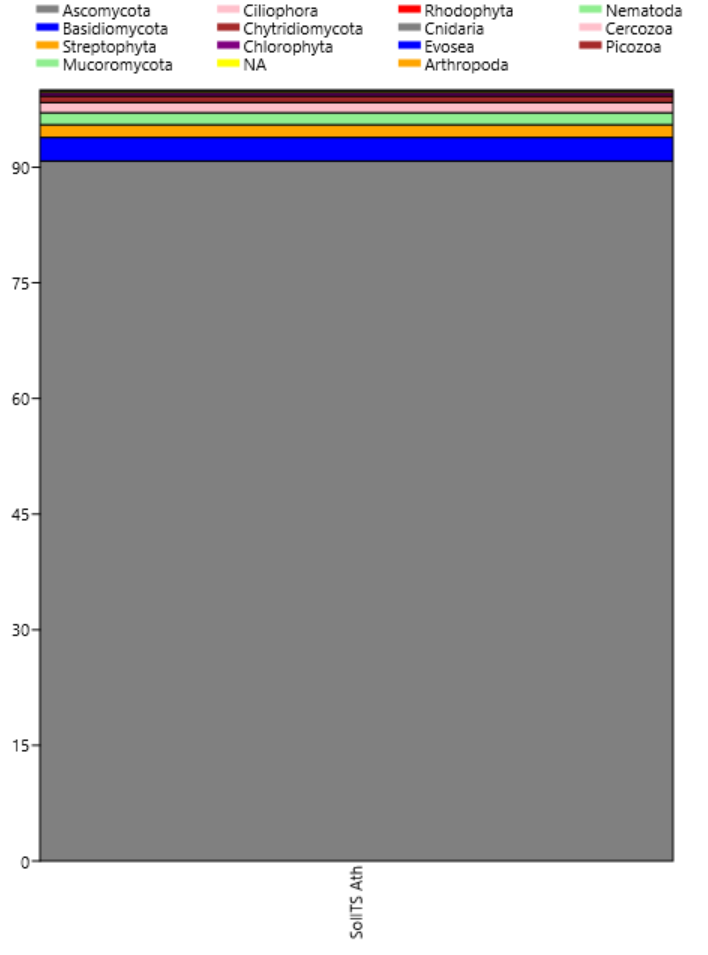 Ascomycota Ciliophora Rhodophyta Nematoda
Basidiomycota Chytridiomycota Cnidaria Cercozoa
Streptophyta Chlorophyta Evosea Picozoa
Mucoromycota NA Arthropoda
90
75
60
45
30
15
0
SolITS Ath